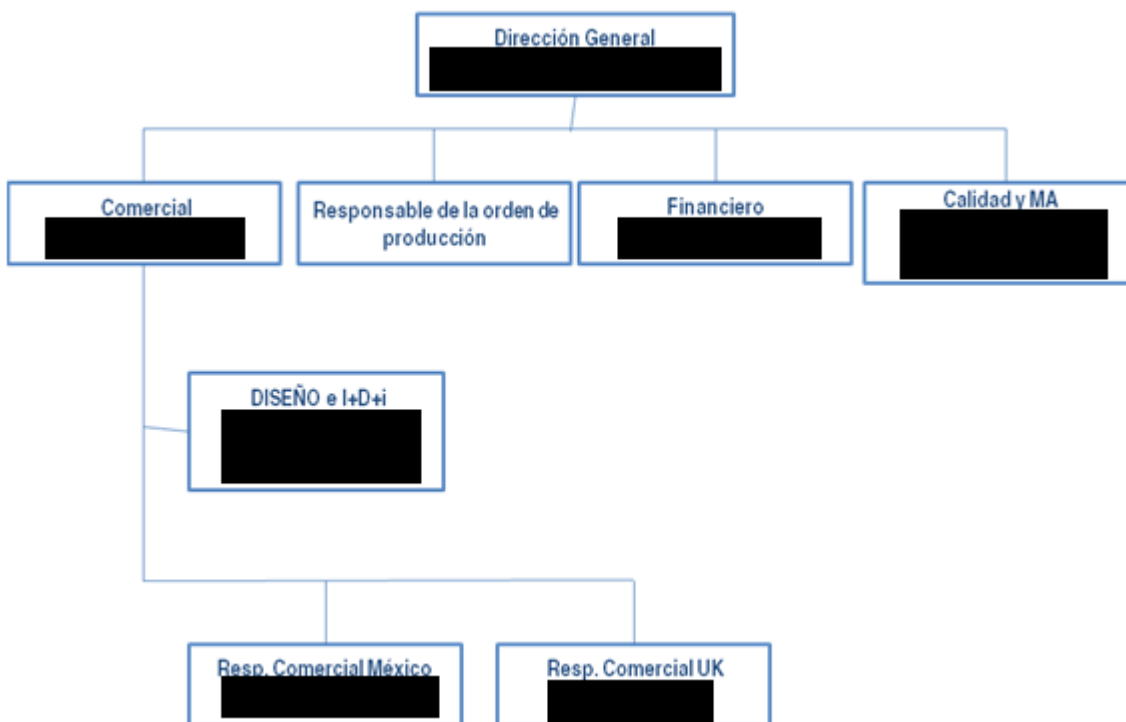 Dirección General
Comercial
Responsable de la orden de
producción
Financiero
Calidad y MA
DISEÑO e I+D+i
Resp. Comercial México
Resp. Comercial UK